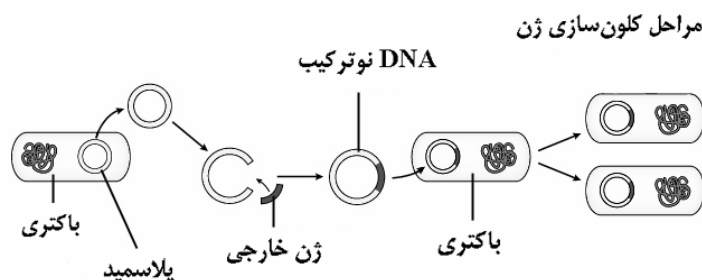 مراحل کلون‌سازی ژن
DNA نوترکیب
باکتری
پلاسمید
ژن خارجی
باکتری